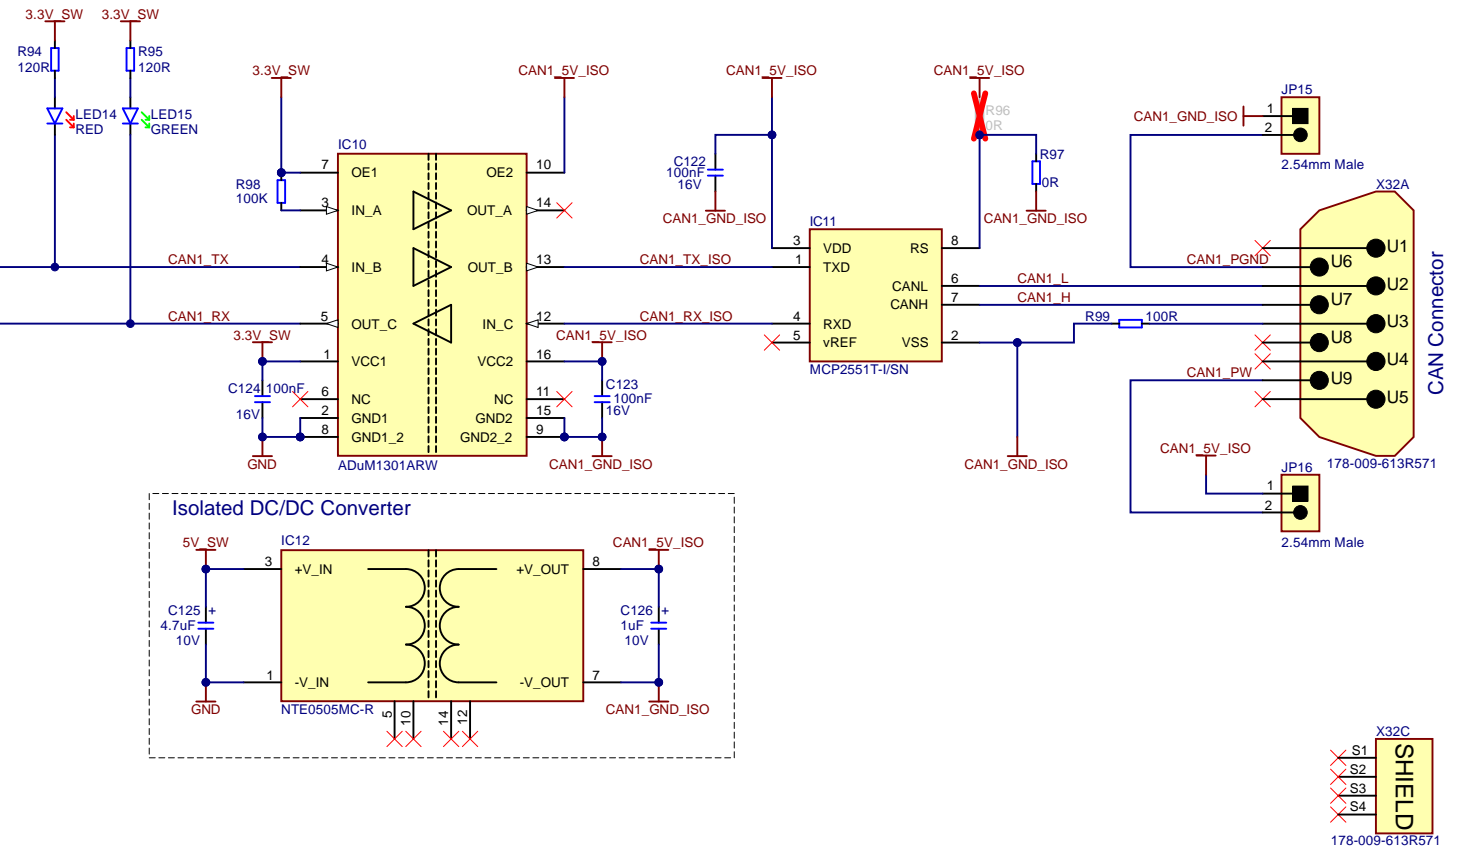 3.3V_SW
3.3V_SW
R94
120R
R95
120R
LED14
RED
LED15
GREEN
3.3V_SW
CAN1_5V_ISO
IC10
R98
100K
7
OE1
3
IN_A
4
IN_B
5
OUT_C
1
VCC1
6
NC
2
GND1
8
GND1_2
OE2
10
OUT_A
14
OUT_B
13
IN_C
12
VCC2
16
NC
11
GND2
15
GND2_2
9
ADuM1301ARW
CAN1_TX
CAN1_RX
3.3V_SW
C124
100nF
16V
GND
CAN1_5V_ISO
C123
100nF
16V
CAN1_GND_ISO
CAN1_TX_ISO
CAN1_RX_ISO
CAN1_5V_ISO
C122
100nF
16V
CAN1_GND_ISO
CAN1_5V_ISO
R96
0R
R97
0R
CAN1_GND_ISO
IC11
3
VDD
1
TXD
4
RXD
5
vREF
RS
8
CANL
6
CANH
7
VSS
2
MCP2551T-I/SN
CAN1_L
CAN1_H
R99
100R
CAN1_GND_ISO
JP15
CAN1_GND_ISO
1
2
2.54mm Male
X32A
CAN1_PGND
CAN1_PW
U1
U6
U2
U7
U3
U8
U4
U9
U5
CAN Connector
178-009-613R571
CAN1_5V_ISO
JP16
1
2
2.54mm Male
Isolated DC/DC Converter
5V_SW
IC12
CAN1_5V_ISO
3
+V_IN
+V_OUT
8
C125
+
4.7uF
10V
C126
+
1uF
10V
1
-V_IN
-V_OUT
7
GND
NTE0505MC-R
5
10
14
12
CAN1_GND_ISO
X32C
S1
S2
S3
S4
SHIELD
178-009-613R571